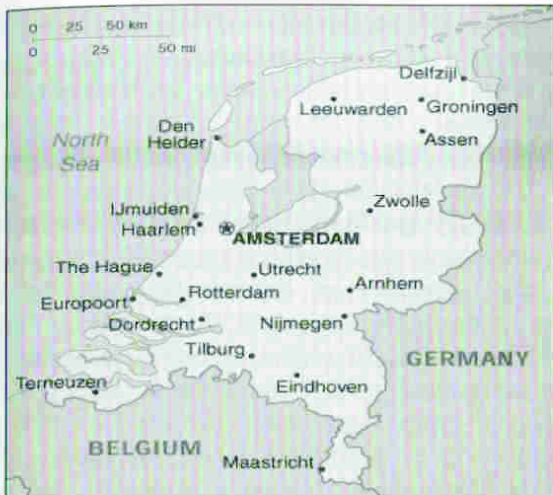 0 25 50 km
0 25 50 mi
Delfzijl
Leeuwarden
Groningen
North
Sea
Den
Helder
Assen
Zwolle
IJmuiden
Haarlem
AMSTERDAM
The Hague
Utrecht
Arnhem
Europoort
Rotterdam
Dordrecht
Nijmegen
Tilburg
GERMANY
Terneuzen
Eindhoven
BELGIUM
Maastricht